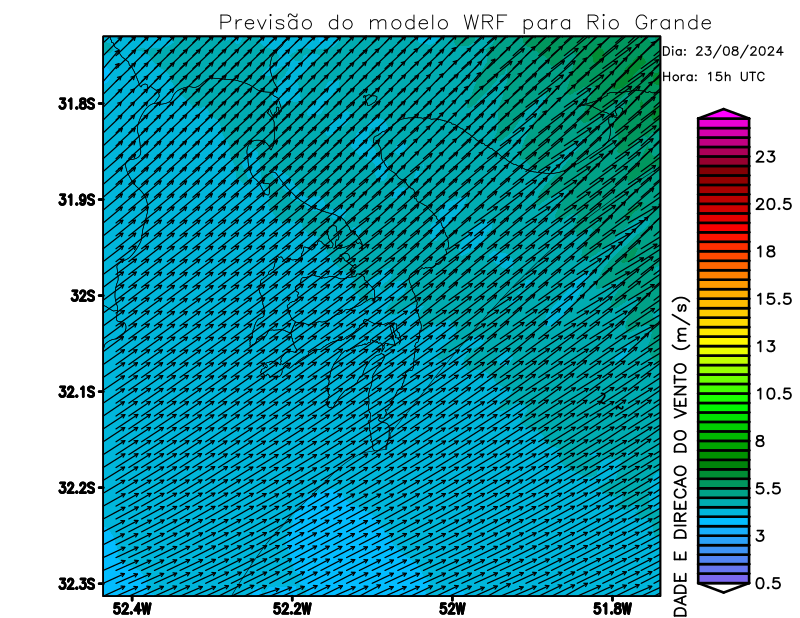 Previsão do modelo WRF para Rio Grande
Dia: 23/08/2024
Hora: 15h UTC
31.8S
31.9S
32S
32.1S
32.2S
32.3S
52.4W
52.2W
52W
51.8W
23
20.5
18
15.5
13
10.5
8
5.5
3
0.5
DADE E DIRECAO DO VENTO (m/s)